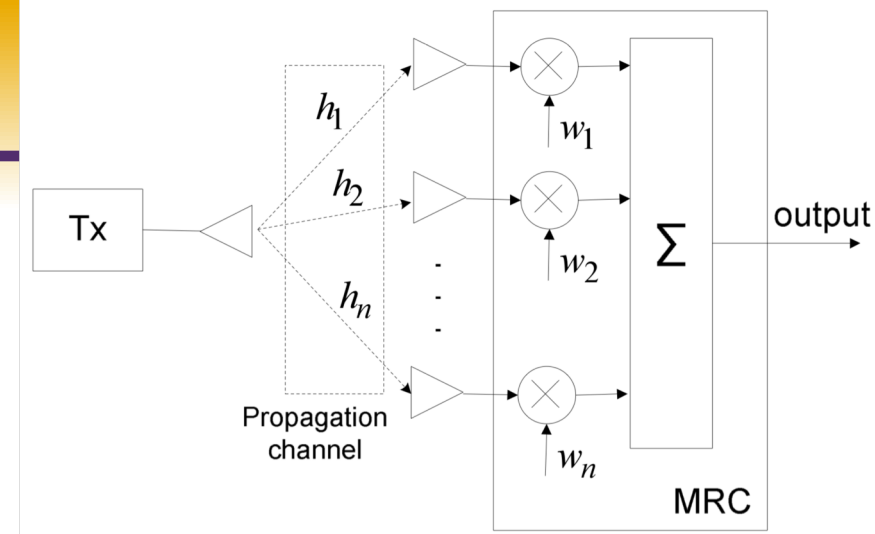 h1
w1
h2
Tx
output
Σ
w2
hn
Propagation
channel
wn
MRC